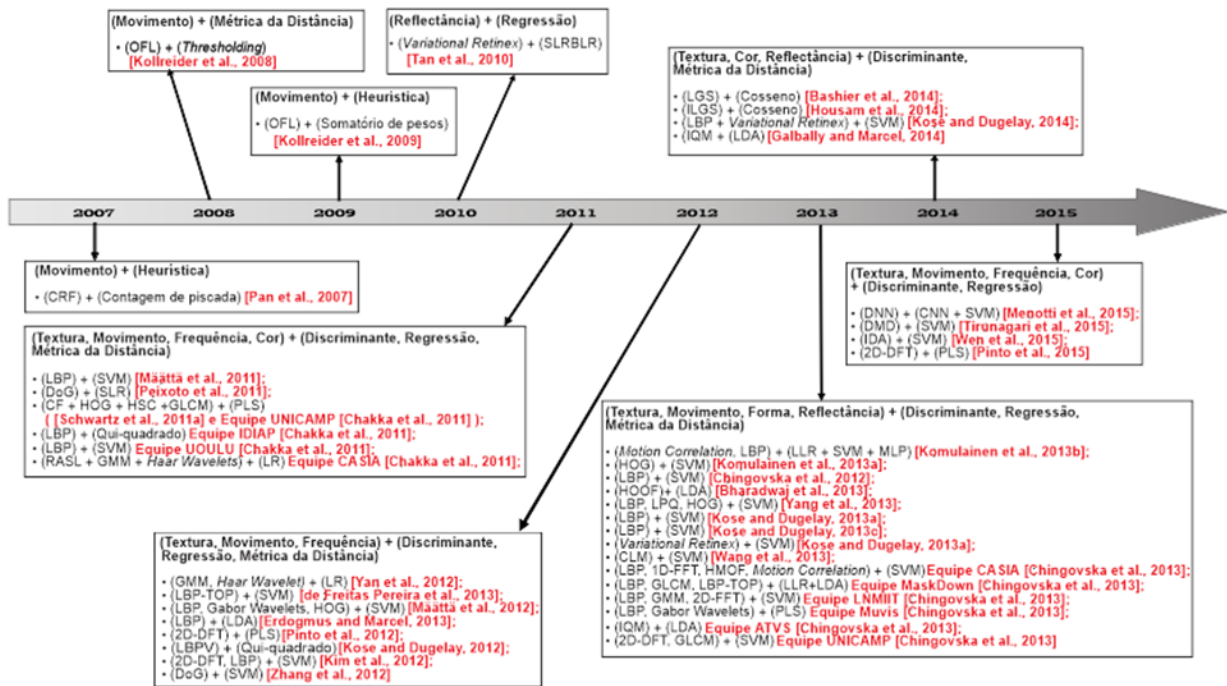 (Movimento) + (Métrica da Distância)
• (OFL) + (Thresholding)
[Kollreider et al., 2008]
(Reflectância) + (Regressão)
• (Variational Retinex) + (SLRBLR)
[Tan et al., 2010]
(Movimento) + (Heuristica)
• (OFL) + (Somatório de pesos)
[Kollreider et al., 2009]
(Textura, Cor, Reflectância) + (Discriminante,
Métrica da Distância)
• (LGS) + (Cosseno) [Bashier et al., 2014];
• (ILGS) + (Cosseno) [Housam et al., 2014];
• (LBP + Variational Retinex) + (SVM) [Kose and Dugelay, 2014];
• (IQM + (LDA) [Galbally and Marcel, 2014]
2007 2008 2009 2010 2011 2012 2013 2014 2015
(Movimento) + (Heuristica)
• (CRF) + (Contagem de piscada) [Pan et al., 2007]
(Textura, Movimento, Frequência, Cor) + (Discriminante, Regressão,
Métrica da Distância)
• (LBP) + (SVM) [Määttä et al., 2011];
• (DoG) + (SLR) [Peixoto et al., 2011];
• (CF + HOG + HSC +GLCM) + (PLS)
( [Schwartz et al., 2011a] e Equipe UNICAMP [Chakka et al., 2011] );
• (LBP) + (Qui-quadrado) Equipe IDIAP [Chakka et al., 2011];
• (LBP) + (SVM) Equipe UOULU [Chakka et al., 2011];
• (RASL + GMM + Haar Wavelets) + (LR) Equipe CASIA [Chakka et al., 2011];
(Textura, Movimento, Frequência) + (Discriminante,
Regressão, Métrica da Distância)
• (GMM, Haar Wavelet) + (LR) [Yan et al., 2012];
• (LBP-TOP) + (SVM) [de Freitas Pereira et al., 2013];
• (LBP, Gabor Wavelets, HOG) + (SVM) [Määttä et al., 2012];
• (LBP) + (LDA) [Erdogmus and Marcel, 2013];
• (2D-DFT) + (PLS) [Pinto et al., 2012];
• (LBPV) + (Qui-quadrado) [Kose and Dugelay, 2012];
• (2D-DFT, LBP) + (SVM) [Kim et al., 2012];
• (DoG) + (SVM) [Zhang et al., 2012]
(Textura, Movimento, Frequência, Cor)
+ (Discriminante, Regressão)
• (DNN) + (CNN + SVM) [Menotti et al., 2015];
• (DMD) + (SVM) [Tirunagari et al., 2015];
• (IDA) + (SVM) [Wen et al., 2015];
• (2D-DFT) + (PLS) [Pinto et al., 2015]
(Textura, Movimento, Forma, Reflectância) + (Discriminante, Regressão,
Métrica da Distância)
• (Motion Correlation, LBP) + (LLR + SVM + MLP) [Komulainen et al., 2013b];
• (HOG) + (SVM) [Komulainen et al., 2013a];
• (LBP) + (SVM) [Chingovska et al., 2012];
• (HOOF)+ (LDA) [Bharadwaj et al., 2013];
• (LBP, LPQ, HOG) + (SVM) [Yang et al., 2013];
• (LBP) + (SVM) [Kose and Dugelay, 2013a];
• (LBP) + (SVM) [Kose and Dugelay, 2013c];
• (Variational Retinex) + (SVM) [Kose and Dugelay, 2013a];
• (CLM) + (SVM) [Wang et al., 2013];
• (LBP, 1D-FFT, HMOF, Motion Correlation) + (SVM) Equipe CASIA [Chingovska et al., 2013];
• (LBP, GLCM, LBP-TOP) + (LLR+LDA) Equipe MaskDown [Chingovska et al., 2013];
• (LBP, GMM, 2D-FFT) + (SVM) Equipe LNMIIT [Chingovska et al., 2013];
• (LBP, Gabor Wavelets) + (PLS) Equipe Muvis [Chingovska et al., 2013];
• (IQM) + (LDA) Equipe ATVS [Chingovska et al., 2013];
• (2D-DFT, GLCM) + (SVM) Equipe UNICAMP [Chingovska et al., 2013]